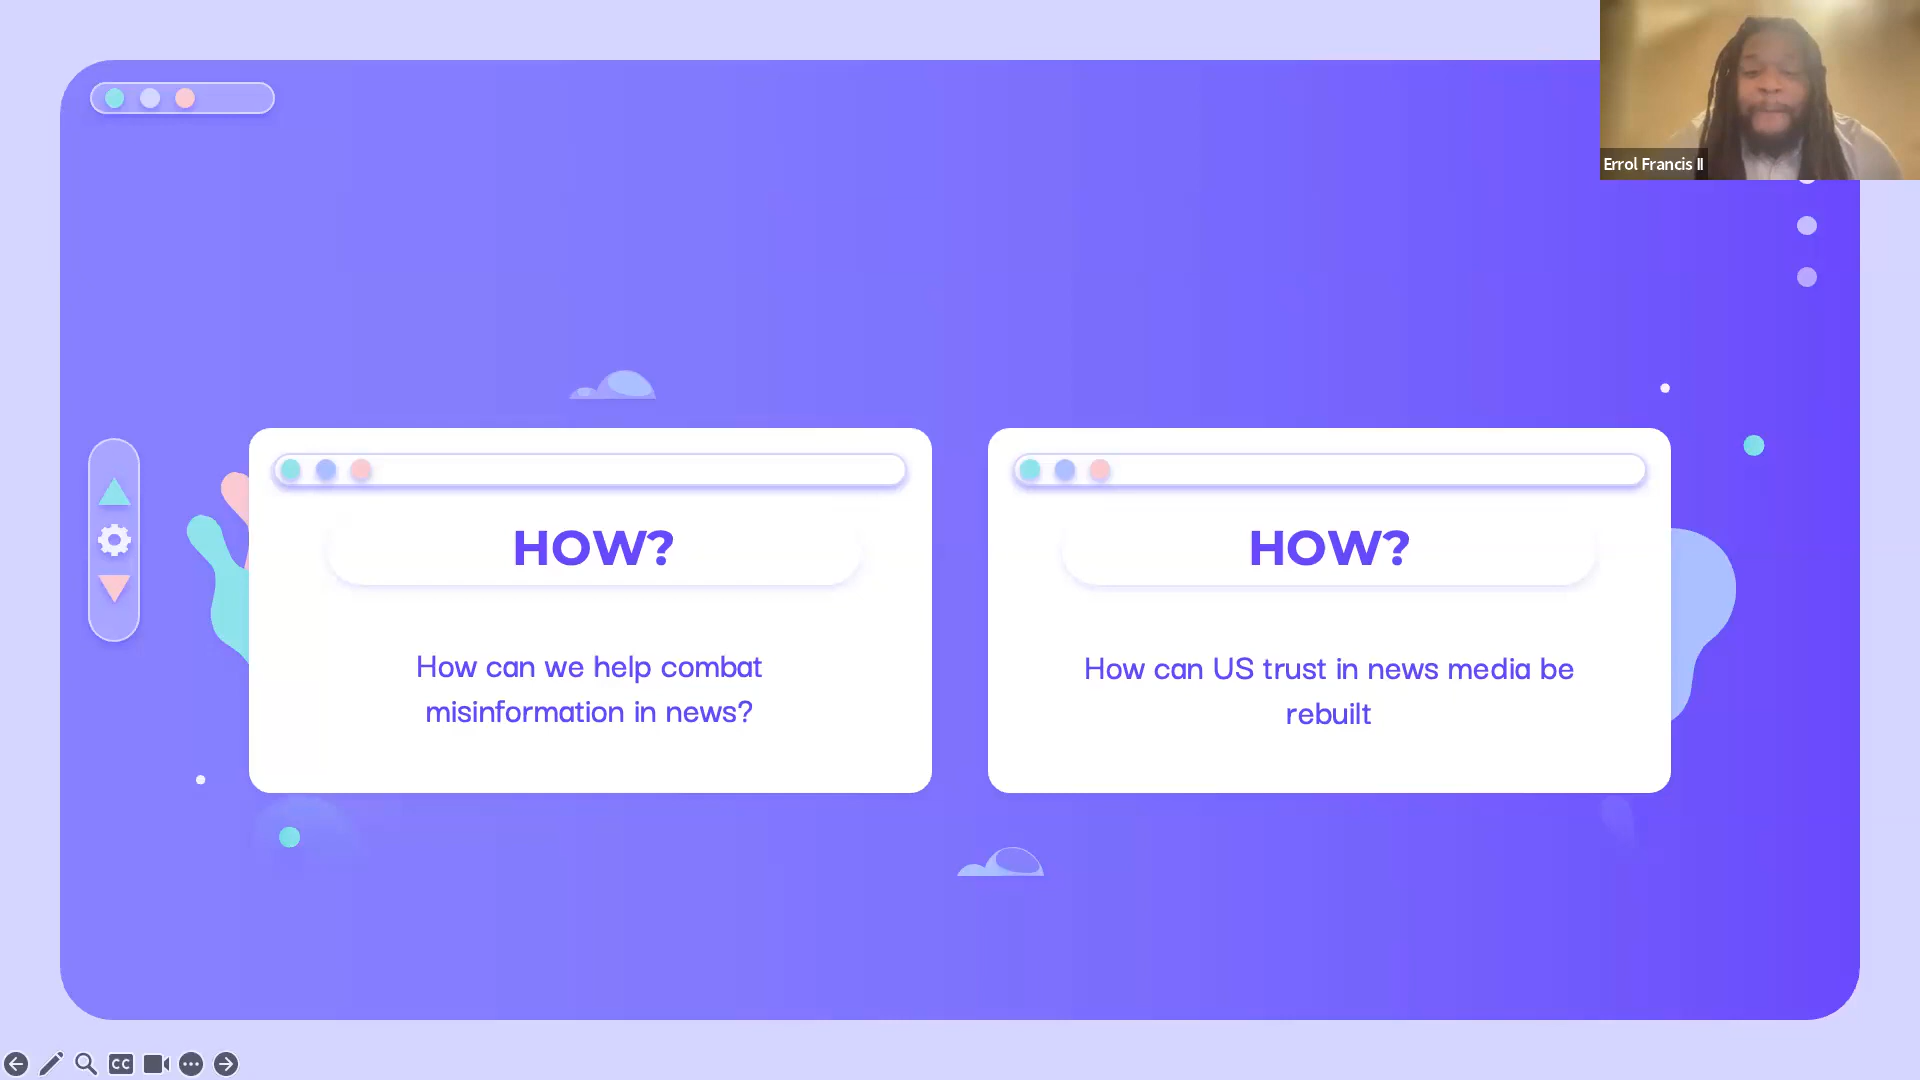 Errol Francis II
HOW?
How can we help combat
misinformation in news?
HOW?
How can US trust in news media be
rebuilt
CC